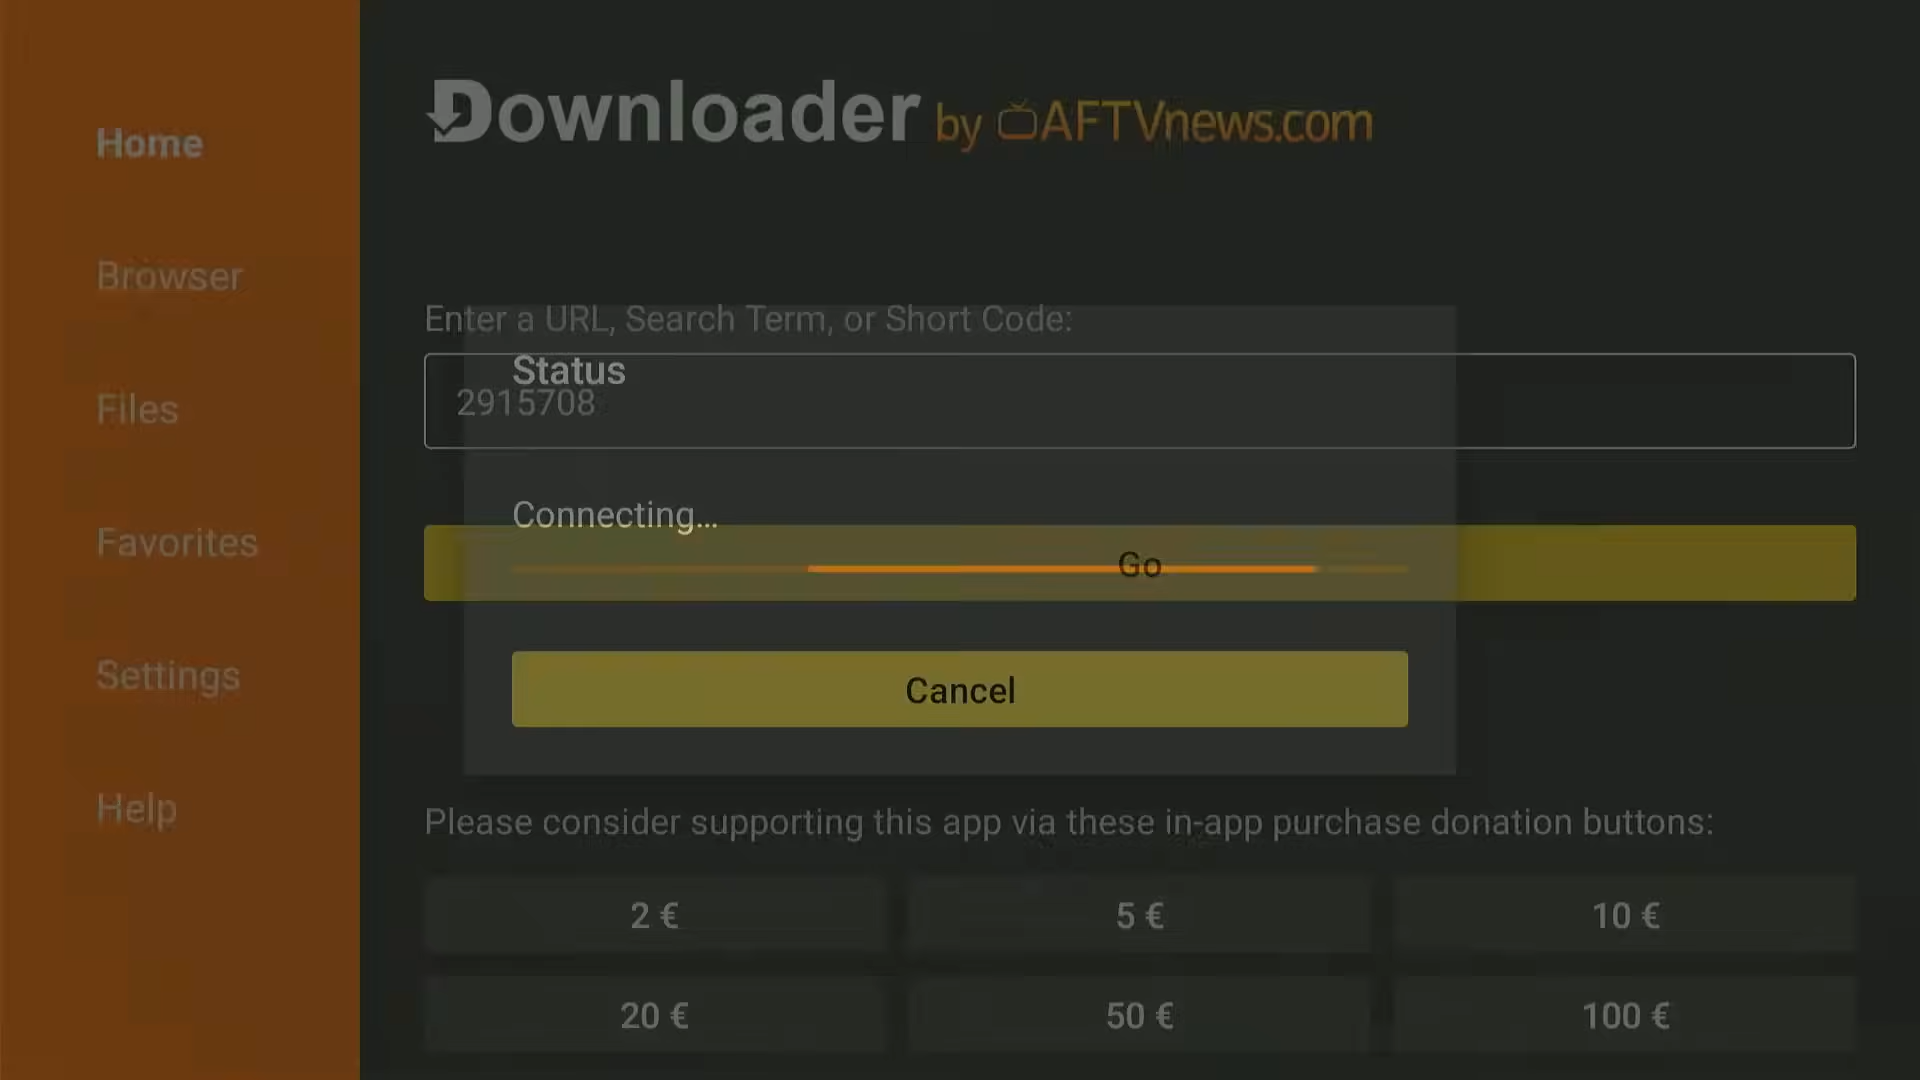 Home
Browser
Files
Favorites
Settings
Help
Downloader by AFTVnews.com
Enter a URL, Search Term, or Short Code:
2915708
Status
Connecting...
Go
Cancel
Please consider supporting this app via these in-app purchase donation buttons:
2 €
5 €
10 €
20 €
50 €
100 €